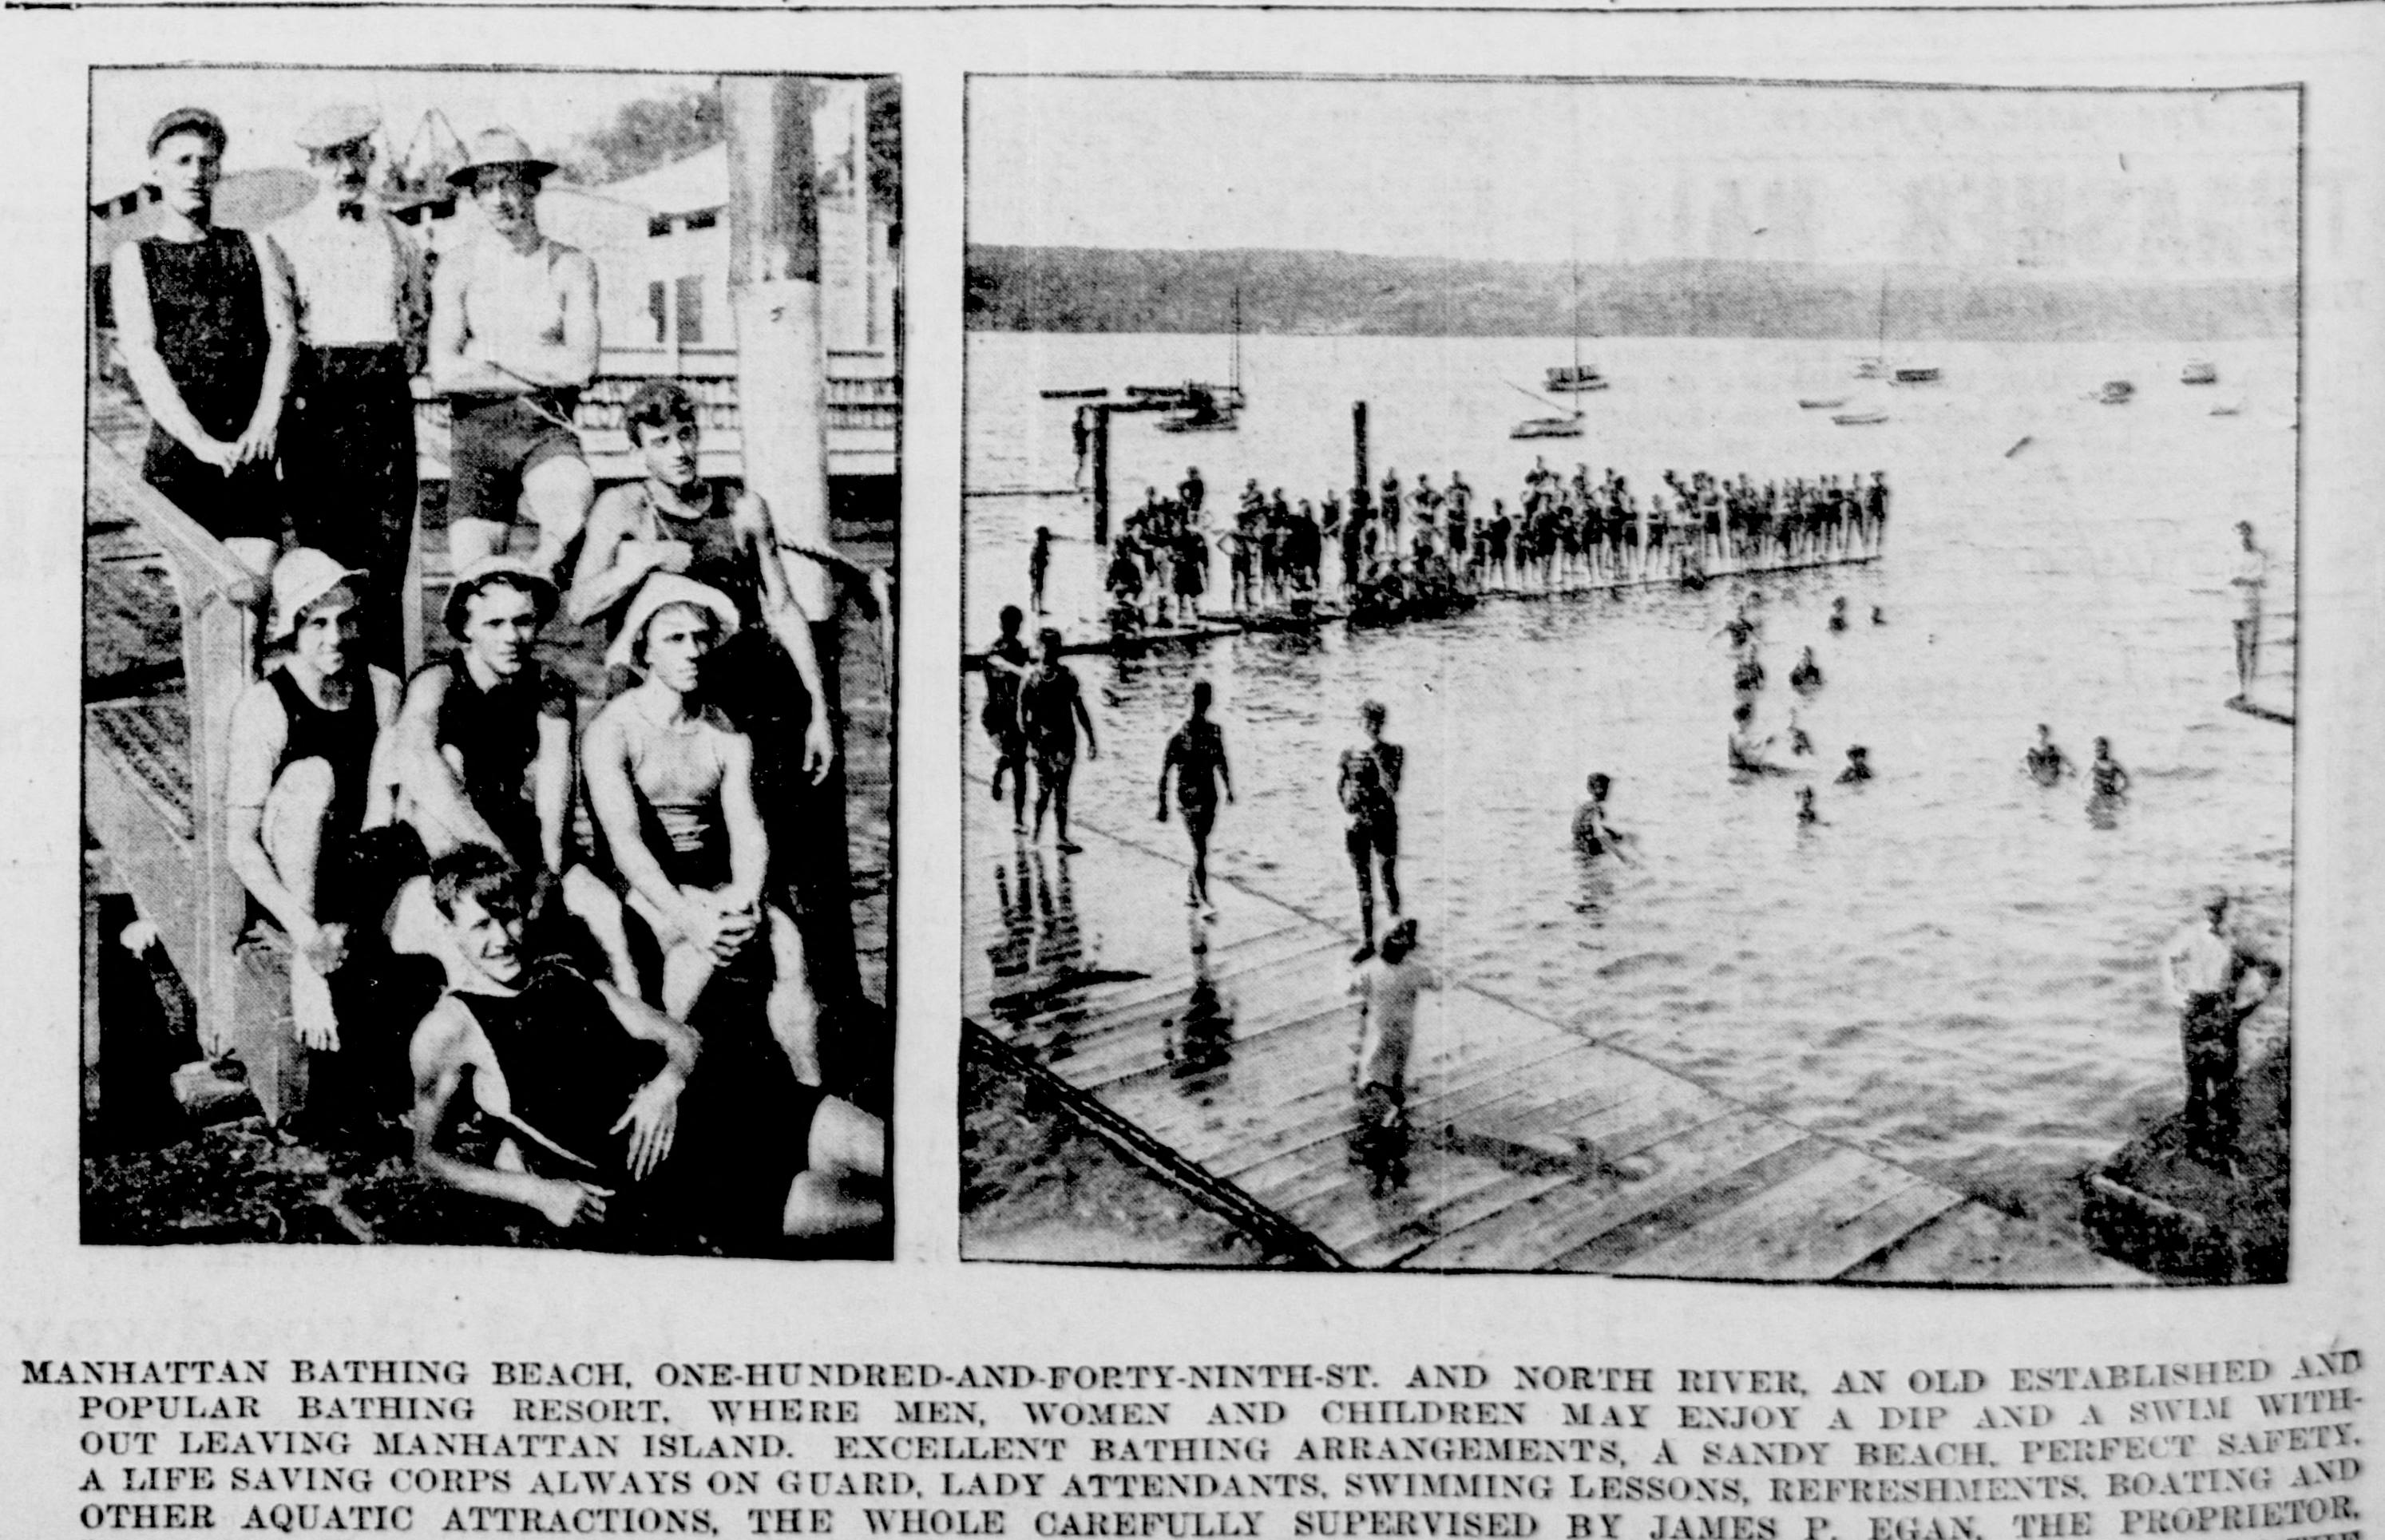 MANHATTAN BATHING BEACH, ONE-HUNDRED-AND-FORTY-NINTH-ST. AND NORTH RIVER, AN OLD ESTABLISHED AND
POPULAR BATHING RESORT, WHERE MEN, WOMEN AND CHILDREN MAY ENJOY A DIP AND A SWIM WITH-
OUT LEAVING MANHATTAN ISLAND. EXCELLENT BATHING ARRANGEMENTS, A SANDY BEACH, PERFECT SAFETY,
A LIFE SAVING CORPS ALWAYS ON GUARD, LADY ATTENDANTS, SWIMMING LESSONS, REFRESHMENTS, BOATING AND
OTHER AQUATIC ATTRACTIONS, THE WHOLE CAREFULLY SUPERVISED BY JAMES P. EGAN, THE PROPRIETOR.